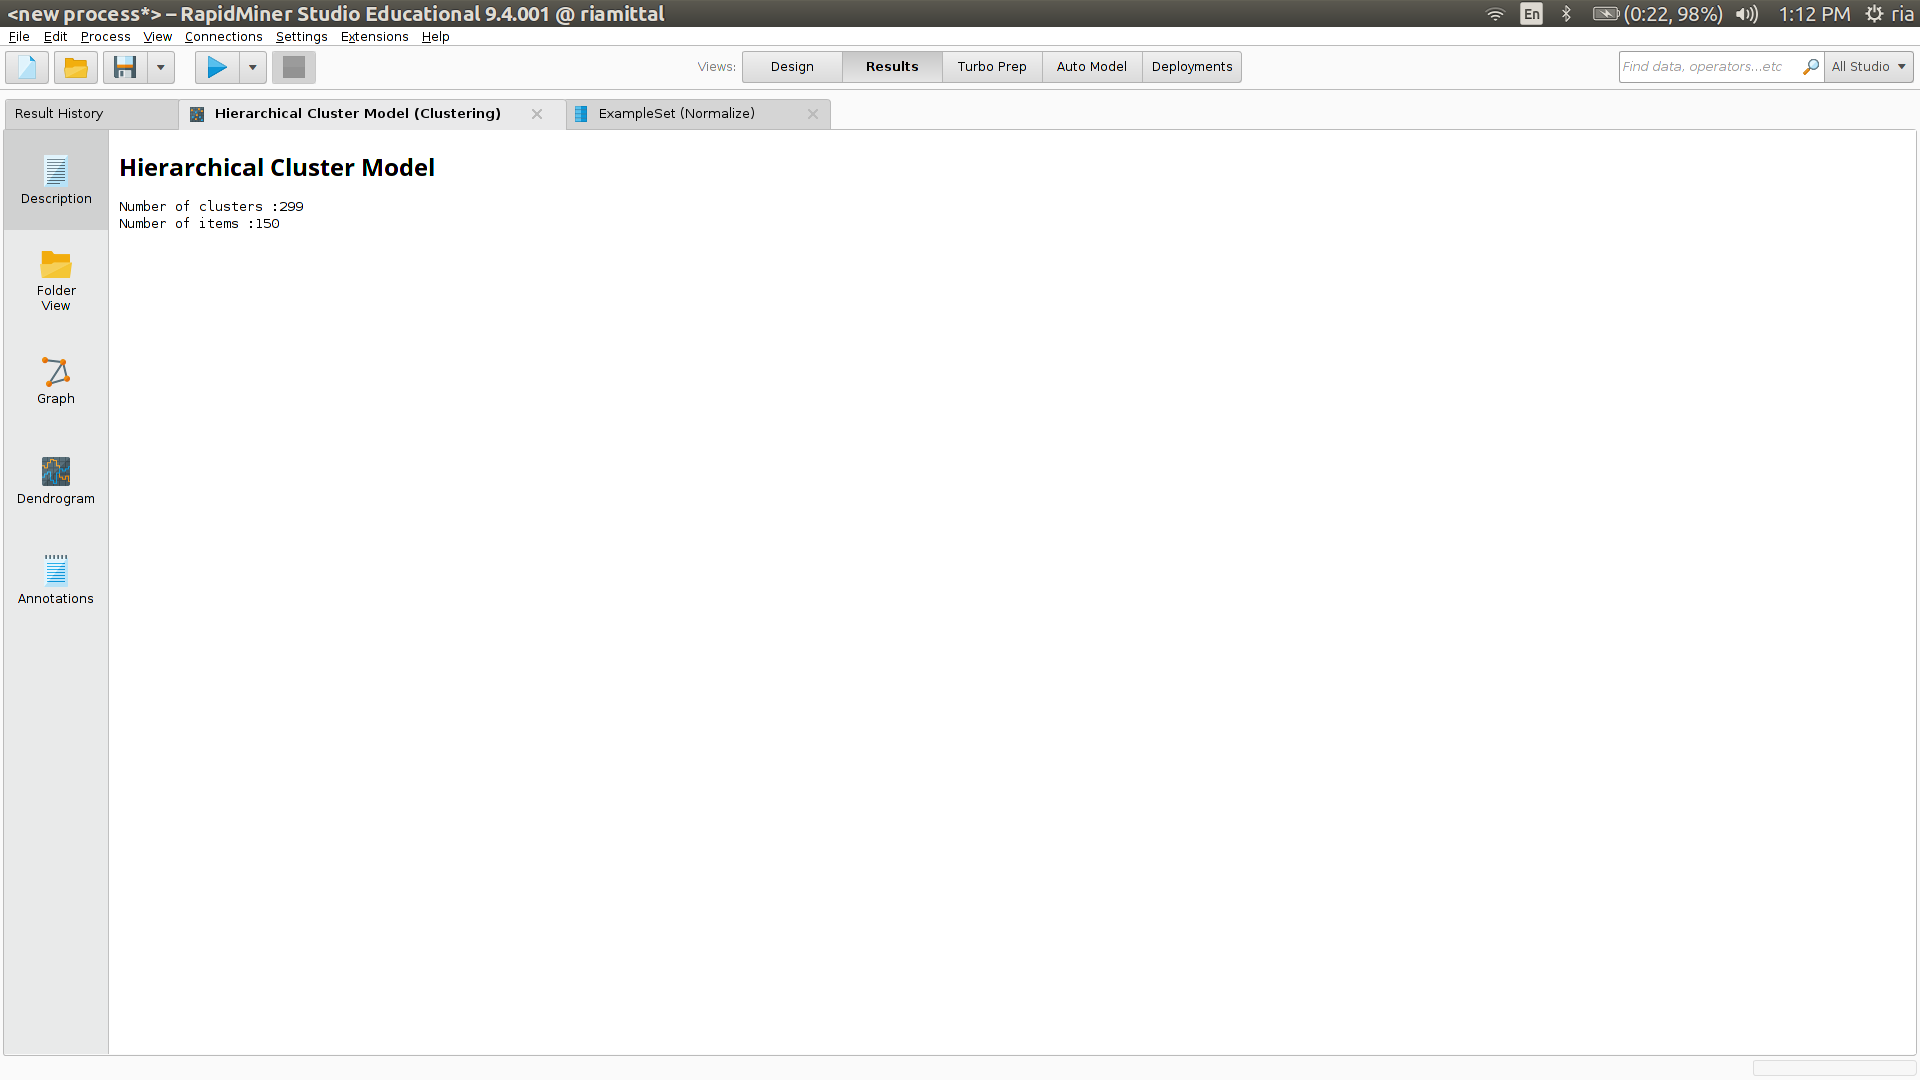 <new process*> – RapidMiner Studio Educational 9.4.001 @ riamittal
En
(0:22, 98%)
1:12 PM
ria
File Edit Process View Connections Settings Extensions Help
Views:
Design
Results
Turbo Prep
Auto Model
Deployments
Find data, operators...etc
All Studio
Result History
Hierarchical Cluster Model (Clustering)
ExampleSet (Normalize)
Description
Folder
View
Graph
Dendrogram
Annotations
Hierarchical Cluster Model
Number of clusters :299
Number of items :150